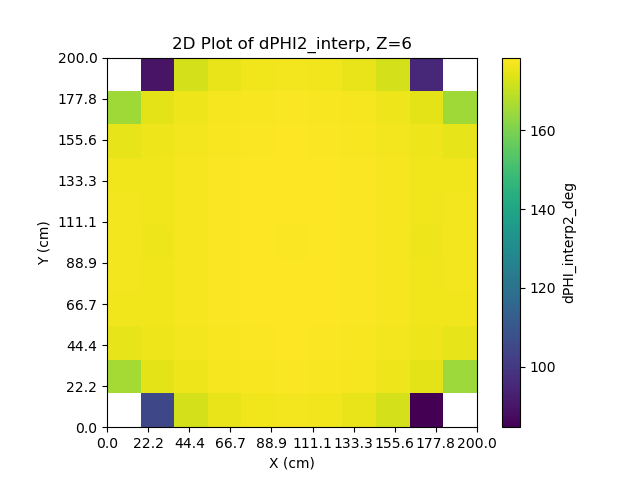 2D Plot of dPHI2_interp, Z=6
200.0
177.8
155.6
133.3
111.1
88.9
66.7
44.4
22.2
0.0
Y (cm)
0.0 22.2 44.4 66.7 88.9 111.1 133.3 155.6 177.8 200.0
X (cm)
160
140
120
100
dPHI_interp2_deg